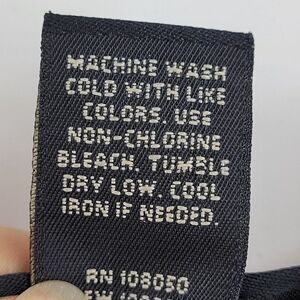 MACHINE WASH
COLD WITH LIKE
COLORS. USE
NON-CHLORINE
BLEACH. TUMBLE
DRY LOW. COOL
IRON IF NEEDED.
RN 108050